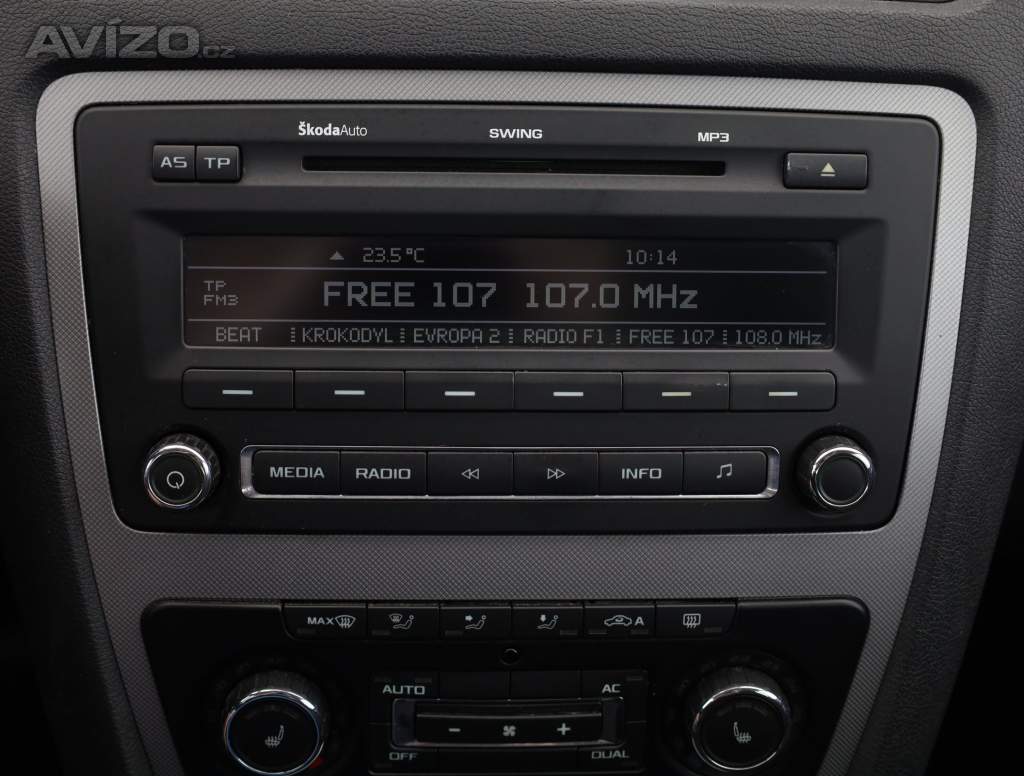 AVÍZO.cz
ŠkodaAuto SWING MP3
AS TP
23.5°C 10:14
TP
FM3
FREE 107 107.0 MHz
BEAT KROKODYL EVROPA 2 RADIO F1 FREE 107 108.0 MHz
MEDIA RADIO INFO
MAX A
AUTO AC
- +
OFF DUAL